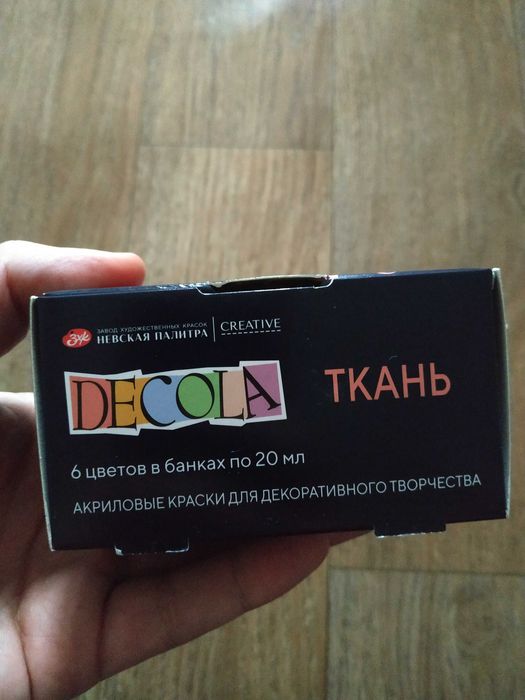 ЗХК
ЗАВОД ХУДОЖЕСТВЕННЫХ КРАСОК
НЕВСКАЯ ПАЛИТРА
CREATIVE
DECOLA
ТКАНЬ
6 цветов в банках по 20 мл
АКРИЛОВЫЕ КРАСКИ ДЛЯ ДЕКОРАТИВНОГО ТВОРЧЕСТВА